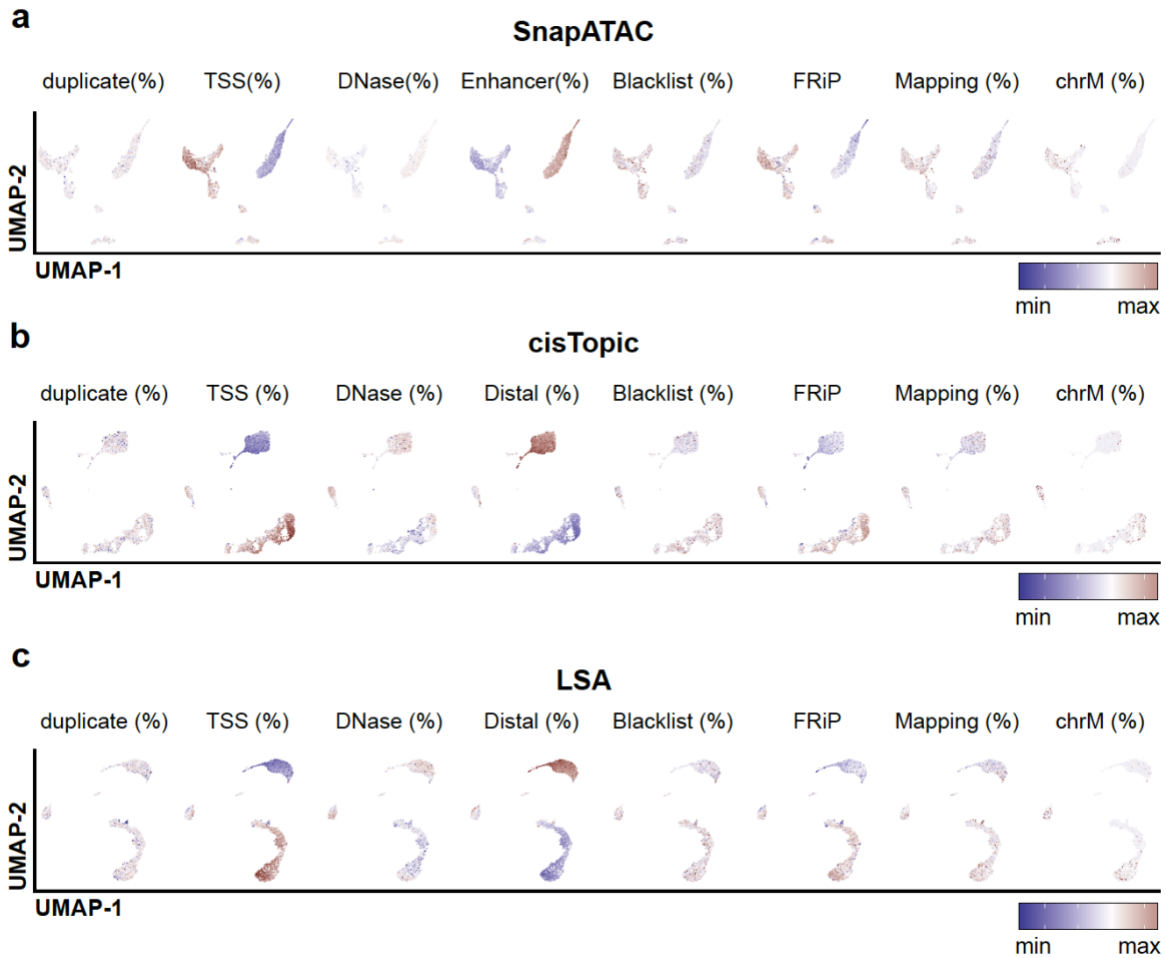 a
SnapATAC
duplicate(%) TSS(%) DNase(%) Enhancer(%) Blacklist (%) FRiP Mapping (%) chrM (%)
UMAP-2
UMAP-1
min max
b
cisTopic
duplicate (%) TSS (%) DNase (%) Distal (%) Blacklist (%) FRiP Mapping (%) chrM (%)
UMAP-2
UMAP-1
min max
c
LSA
duplicate (%) TSS (%) DNase (%) Distal (%) Blacklist (%) FRiP Mapping (%) chrM (%)
UMAP-2
UMAP-1
min max